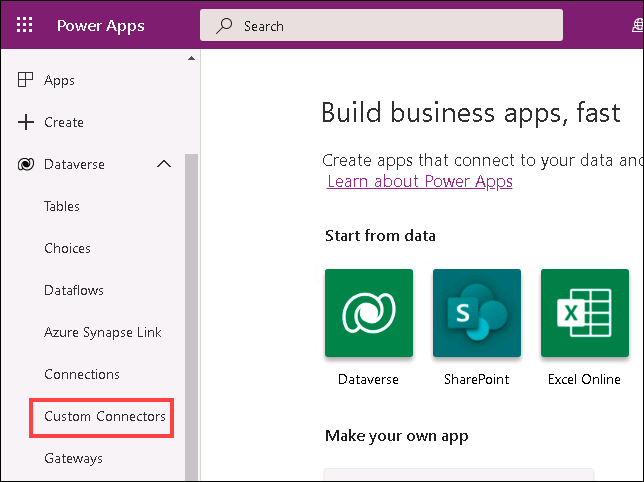 Power Apps
Search
Apps
Create
Dataverse
Tables
Choices
Dataflows
Azure Synapse Link
Connections
Custom Connectors
Gateways
Build business apps, fast
Create apps that connect to your data and
Learn about Power Apps
Start from data
S
X
Dataverse
SharePoint
Excel Online
Make your own app